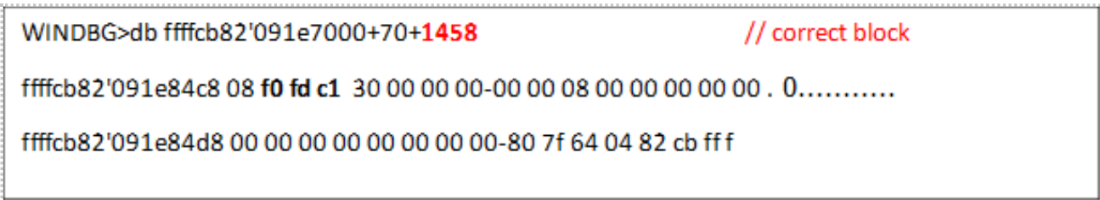 WINDBG>db ffffcb82'091e7000+70+1458 // correct block
ffffcb82'091e84c8 08 f0 fd c1 30 00 00 00-00 00 08 00 00 00 00 00 . 0...........
ffffcb82'091e84d8 00 00 00 00 00 00 00 00-80 7f 64 04 82 cb ff f